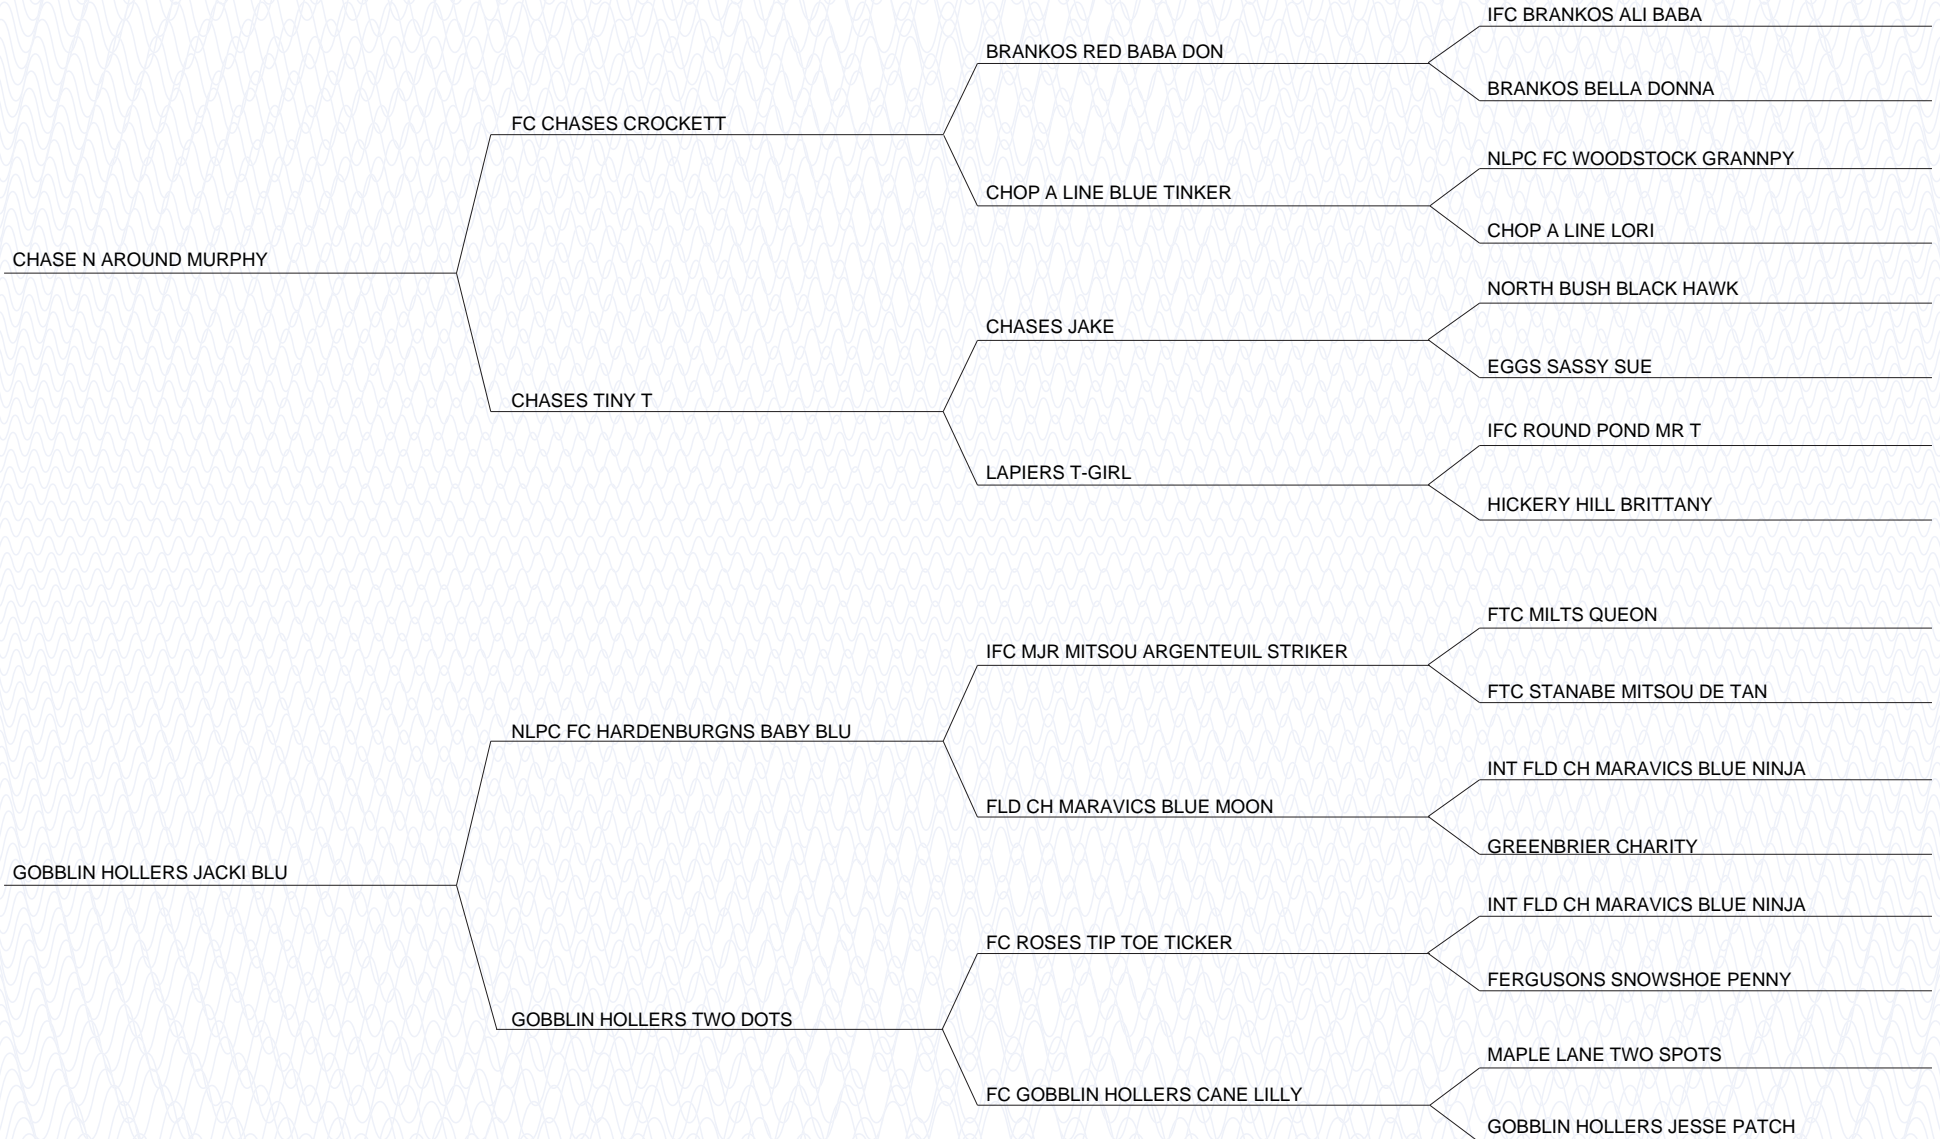 IFC BRANKOS ALI BABA
BRANKOS RED BABA DON
BRANKOS BELLA DONNA
FC CHASES CROCKETT
NLPC FC WOODSTOCK GRANNPY
CHOP A LINE BLUE TINKER
CHOP A LINE LORI
CHASE N AROUND MURPHY
NORTH BUSH BLACK HAWK
CHASES JAKE
EGGS SASSY SUE
CHASES TINY T
IFC ROUND POND MR T
LAPIERS T-GIRL
HICKERY HILL BRITTANY
FTC MILTS QUEON
IFC MJR MITSOU ARGENTEUIL STRIKER
FTC STANABE MITSOU DE TAN
NLPC FC HARDENBURGNS BABY BLU
INT FLD CH MARAVICS BLUE NINJA
FLD CH MARAVICS BLUE MOON
GREENBRIER CHARITY
GOBBLIN HOLLERS JACKI BLU
INT FLD CH MARAVICS BLUE NINJA
FC ROSES TIP TOE TICKER
FERGUSONS SNOWSHOE PENNY
GOBBLIN HOLLERS TWO DOTS
MAPLE LANE TWO SPOTS
FC GOBBLIN HOLLERS CANE LILLY
GOBBLIN HOLLERS JESSE PATCH